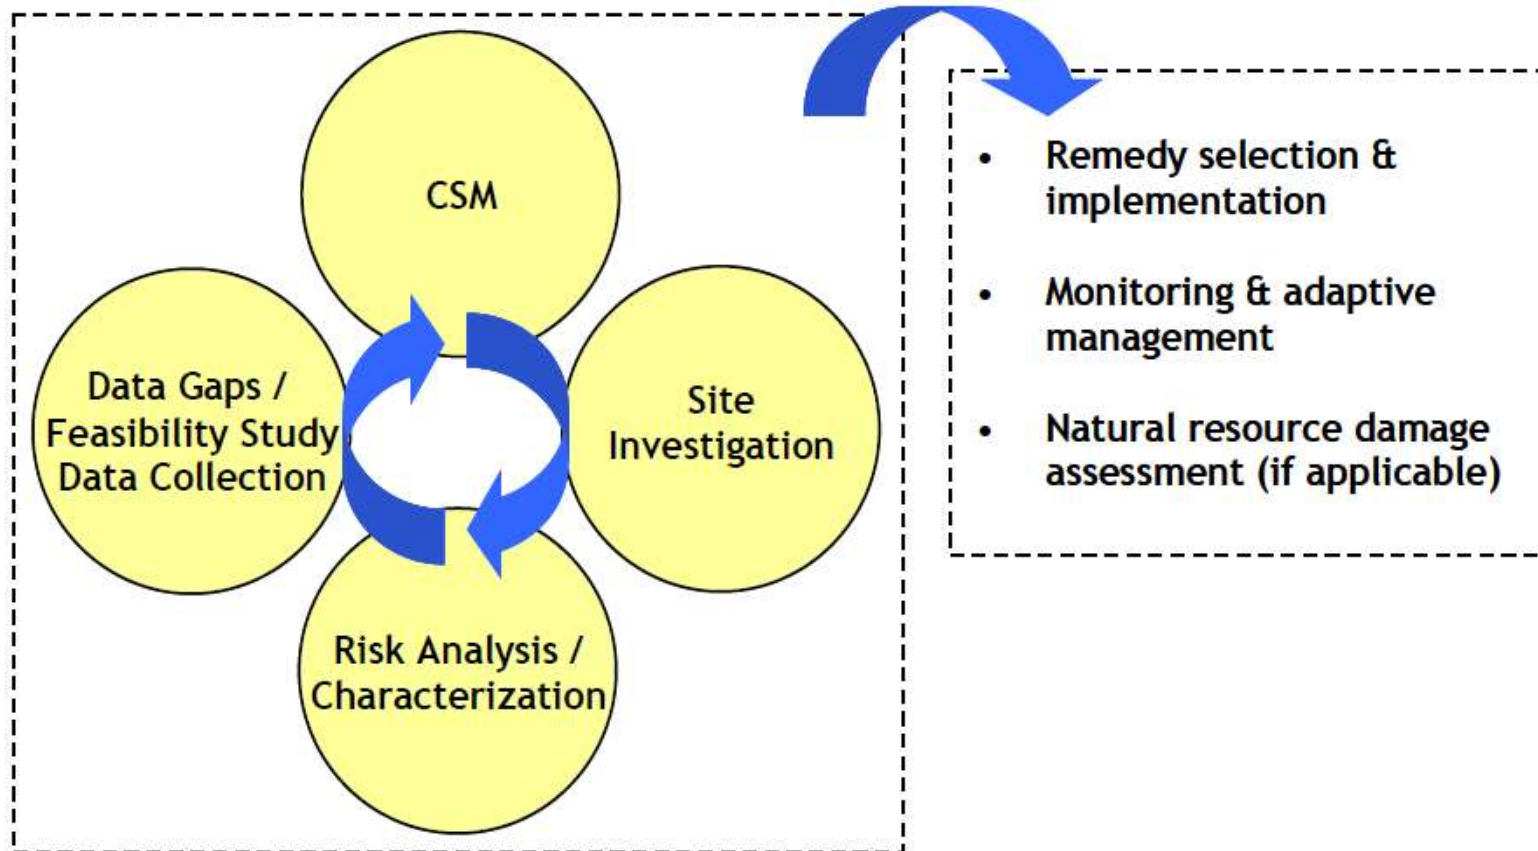 CSM
Data Gaps /
Feasibility Study
Data Collection
Site
Investigation
Risk Analysis /
Characterization
• Remedy selection &
implementation
• Monitoring & adaptive
management
• Natural resource damage
assessment (if applicable)